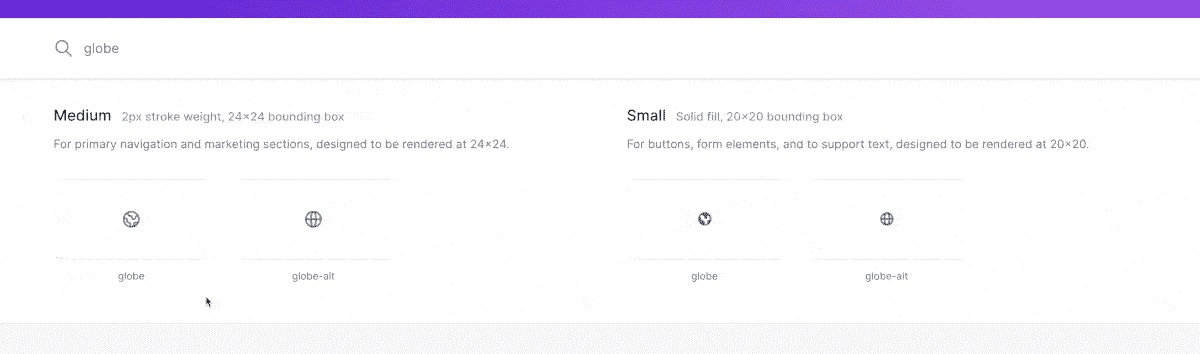 globe
Medium 2px stroke weight, 24×24 bounding box
For primary navigation and marketing sections, designed to be rendered at 24×24.
globe
globe-alt
Small Solid fill, 20×20 bounding box
For buttons, form elements, and to support text, designed to be rendered at 20×20.
globe
globe-alt